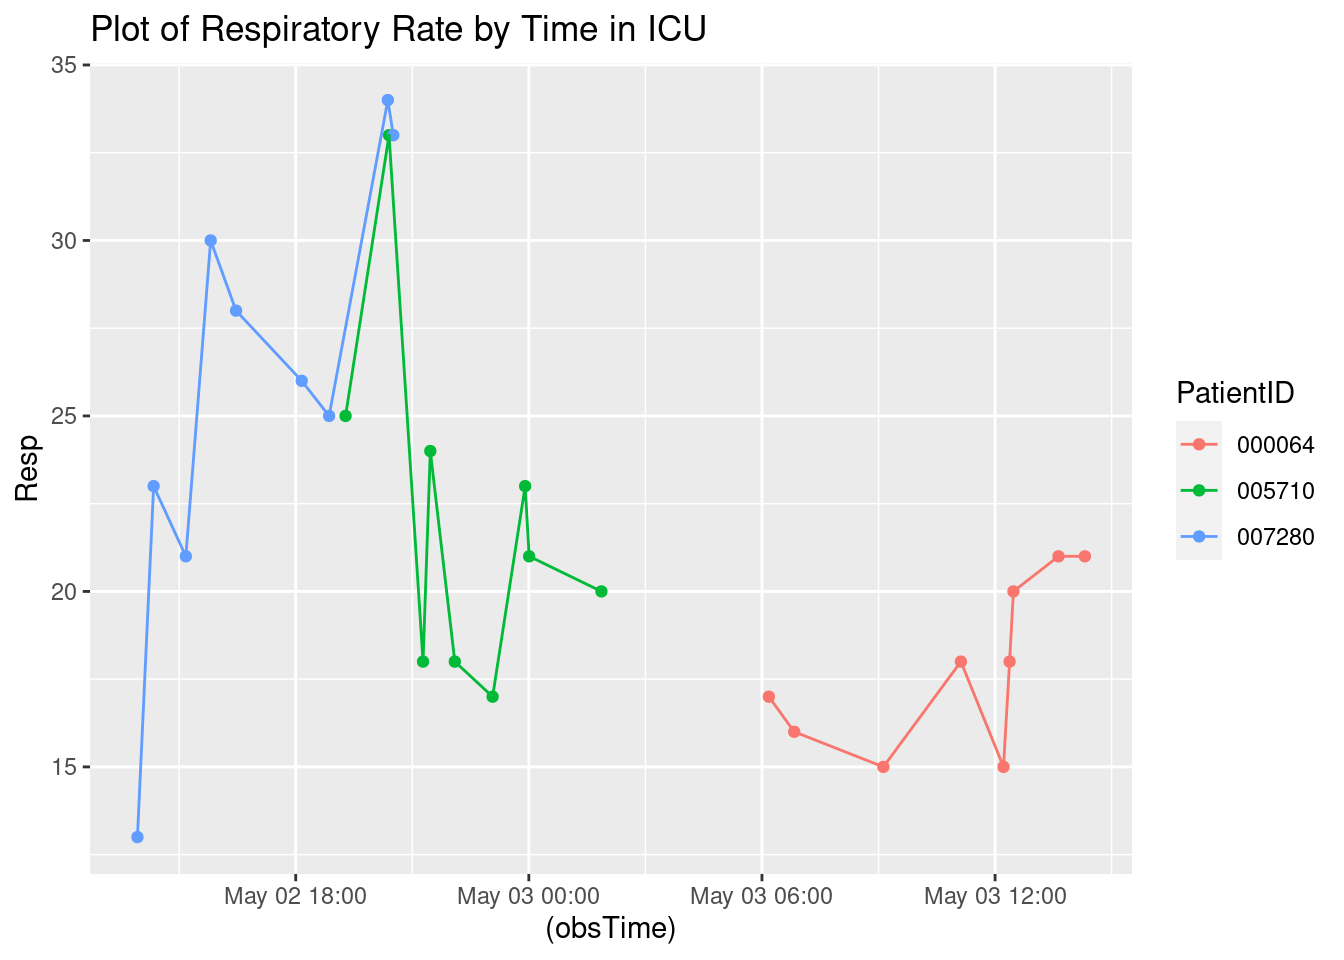 Plot of Respiratory Rate by Time in ICU
35
30
25
20
15
Resp
May 02 18:00
May 03 00:00
May 03 06:00
May 03 12:00
(obsTime)
PatientID
000064
005710
007280